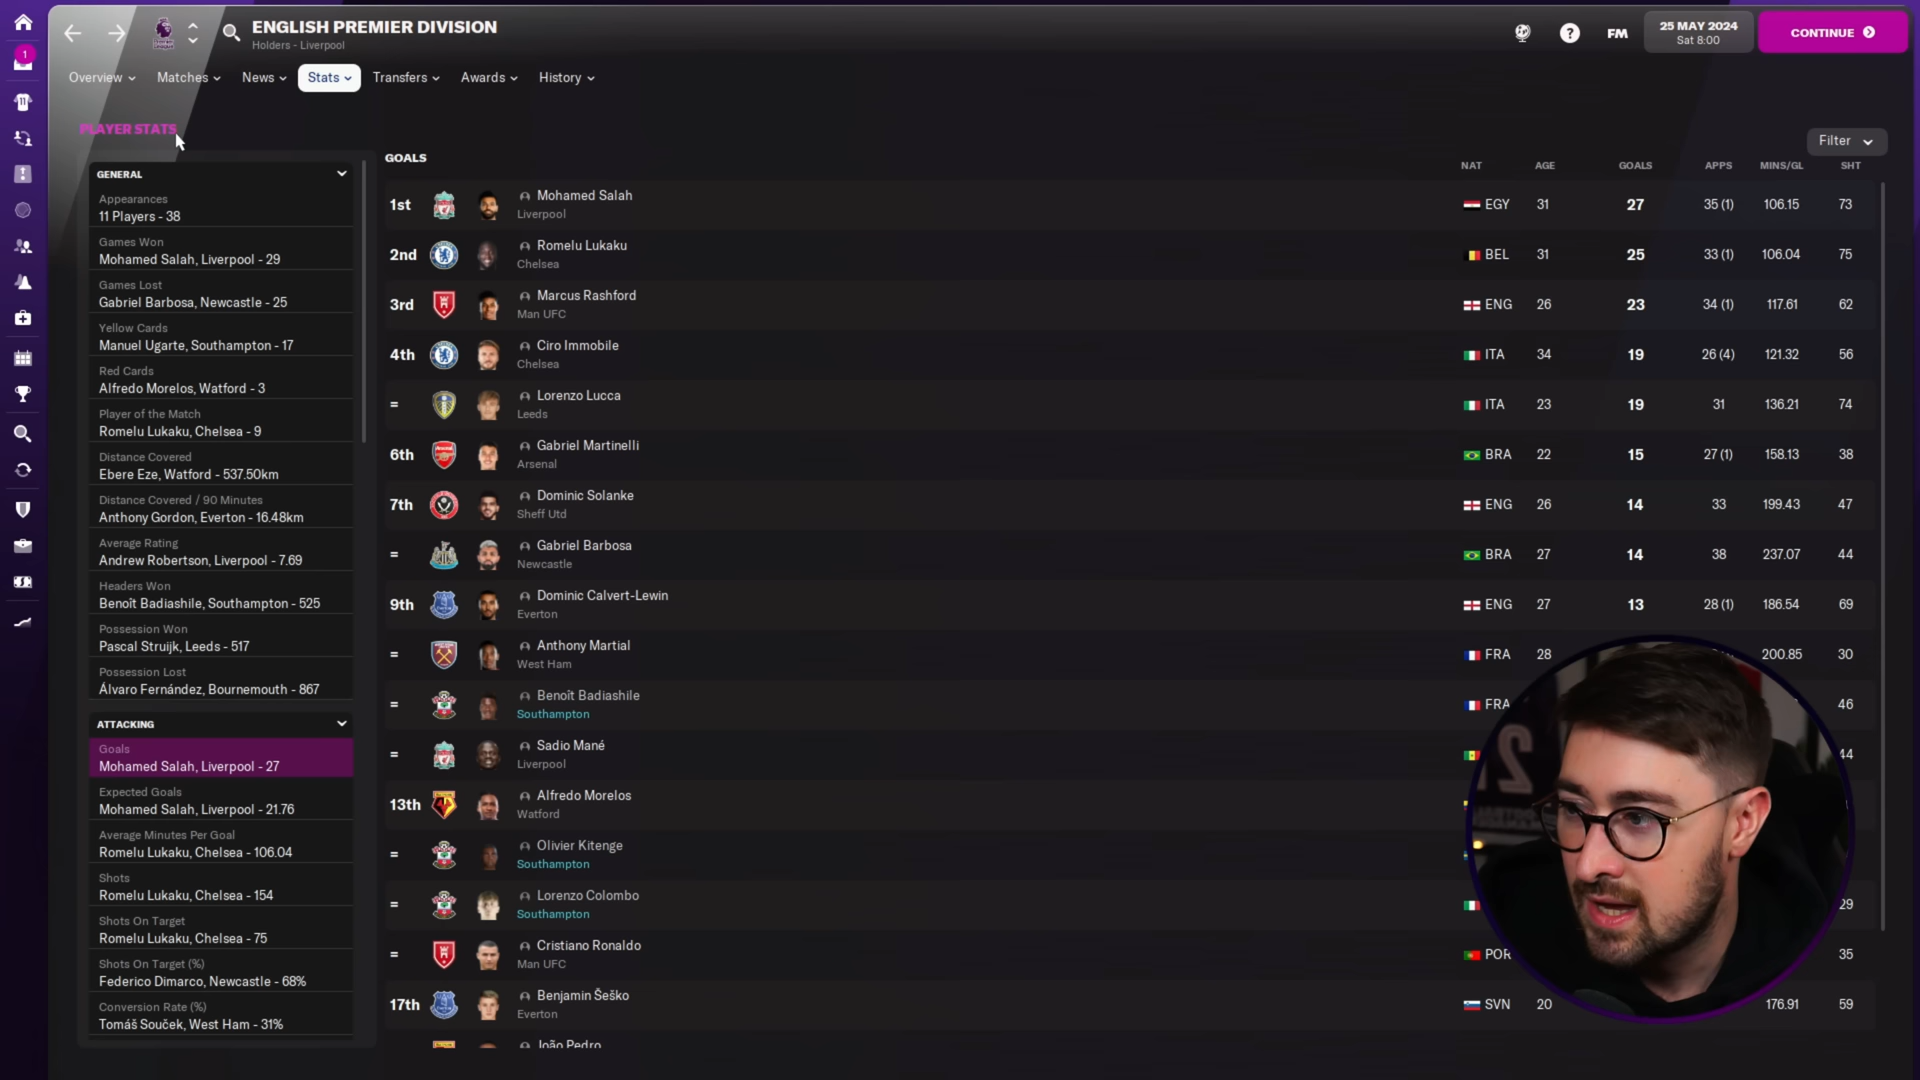 ENGLISH PREMIER DIVISION
Holders - Liverpool
FM
25 MAY 2024
Sat 8:00
CONTINUE
1
Overview
Matches
News
Stats
Transfers
Awards
History
PLAYER STATS
Filter
GENERAL
Appearances
11 Players - 38
Games Won
Mohamed Salah, Liverpool - 29
Games Lost
Gabriel Barbosa, Newcastle - 25
Yellow Cards
Manuel Ugarte, Southampton - 17
Red Cards
Alfredo Morelos, Watford - 3
Player of the Match
Romelu Lukaku, Chelsea - 9
Distance Covered
Ebere Eze, Watford - 537.50km
Distance Covered / 90 Minutes
Anthony Gordon, Everton - 16.48km
Average Rating
Andrew Robertson, Liverpool - 7.69
Headers Won
Benoît Badiashile, Southampton - 525
Possession Won
Pascal Struijk, Leeds - 517
Possession Lost
Álvaro Fernández, Bournemouth - 867
ATTACKING
Goals
Mohamed Salah, Liverpool - 27
Expected Goals
Mohamed Salah, Liverpool - 21.76
Average Minutes Per Goal
Romelu Lukaku, Chelsea - 106.04
Shots
Romelu Lukaku, Chelsea - 154
Shots On Target
Romelu Lukaku, Chelsea - 75
Shots On Target (%)
Federico Dimarco, Newcastle - 68%
Conversion Rate (%)
Tomáš Souček, West Ham - 31%
GOALS
NAT AGE GOALS APPS MINS/GL SHT
1st Mohamed Salah EGY 31 27 35 (1) 106.15 73
Liverpool
2nd Romelu Lukaku BEL 31 25 33 (1) 106.04 75
Chelsea
3rd Marcus Rashford ENG 26 23 34 (1) 117.61 62
Man UFC
4th Ciro Immobile ITA 34 19 26 (4) 121.32 56
Chelsea
= Lorenzo Lucca ITA 23 19 31 136.21 74
Leeds
6th Gabriel Martinelli BRA 22 15 27 (1) 158.13 38
Arsenal
7th Dominic Solanke ENG 26 14 33 199.43 47
Sheff Utd
= Gabriel Barbosa BRA 27 14 38 237.07 44
Newcastle
9th Dominic Calvert-Lewin ENG 27 13 28 (1) 186.54 69
Everton
= Anthony Martial FRA 28 200.85 30
West Ham
= Benoît Badiashile FRA 46
Southampton
= Sadio Mané 44
Liverpool
13th Alfredo Morelos
Watford
= Olivier Kitenge
Southampton
= Lorenzo Colombo 29
Southampton
= Cristiano Ronaldo POR 35
Man UFC
17th Benjamin Šeško SVN 20 176.91 59
Everton
João Pedro